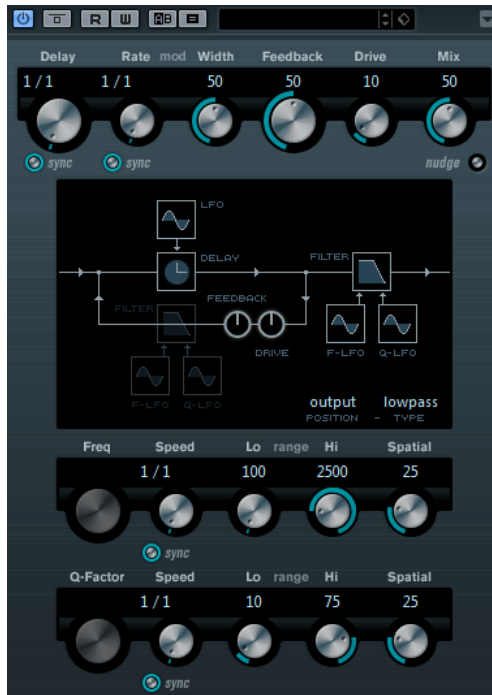 R W AB
Delay Rate mod Width Feedback Drive Mix
1 / 1 1 / 1 50 50 10 50
sync sync nudge
LFO
DELAY FILTER
FILTER FEEDBACK
DRIVE F-LFO Q-LFO
F-LFO Q-LFO
output lowpass
POSITION – TYPE
Freq Speed Lo range Hi Spatial
1 / 1 100 2500 25
sync
Q-Factor Speed Lo range Hi Spatial
1 / 1 10 75 25
sync